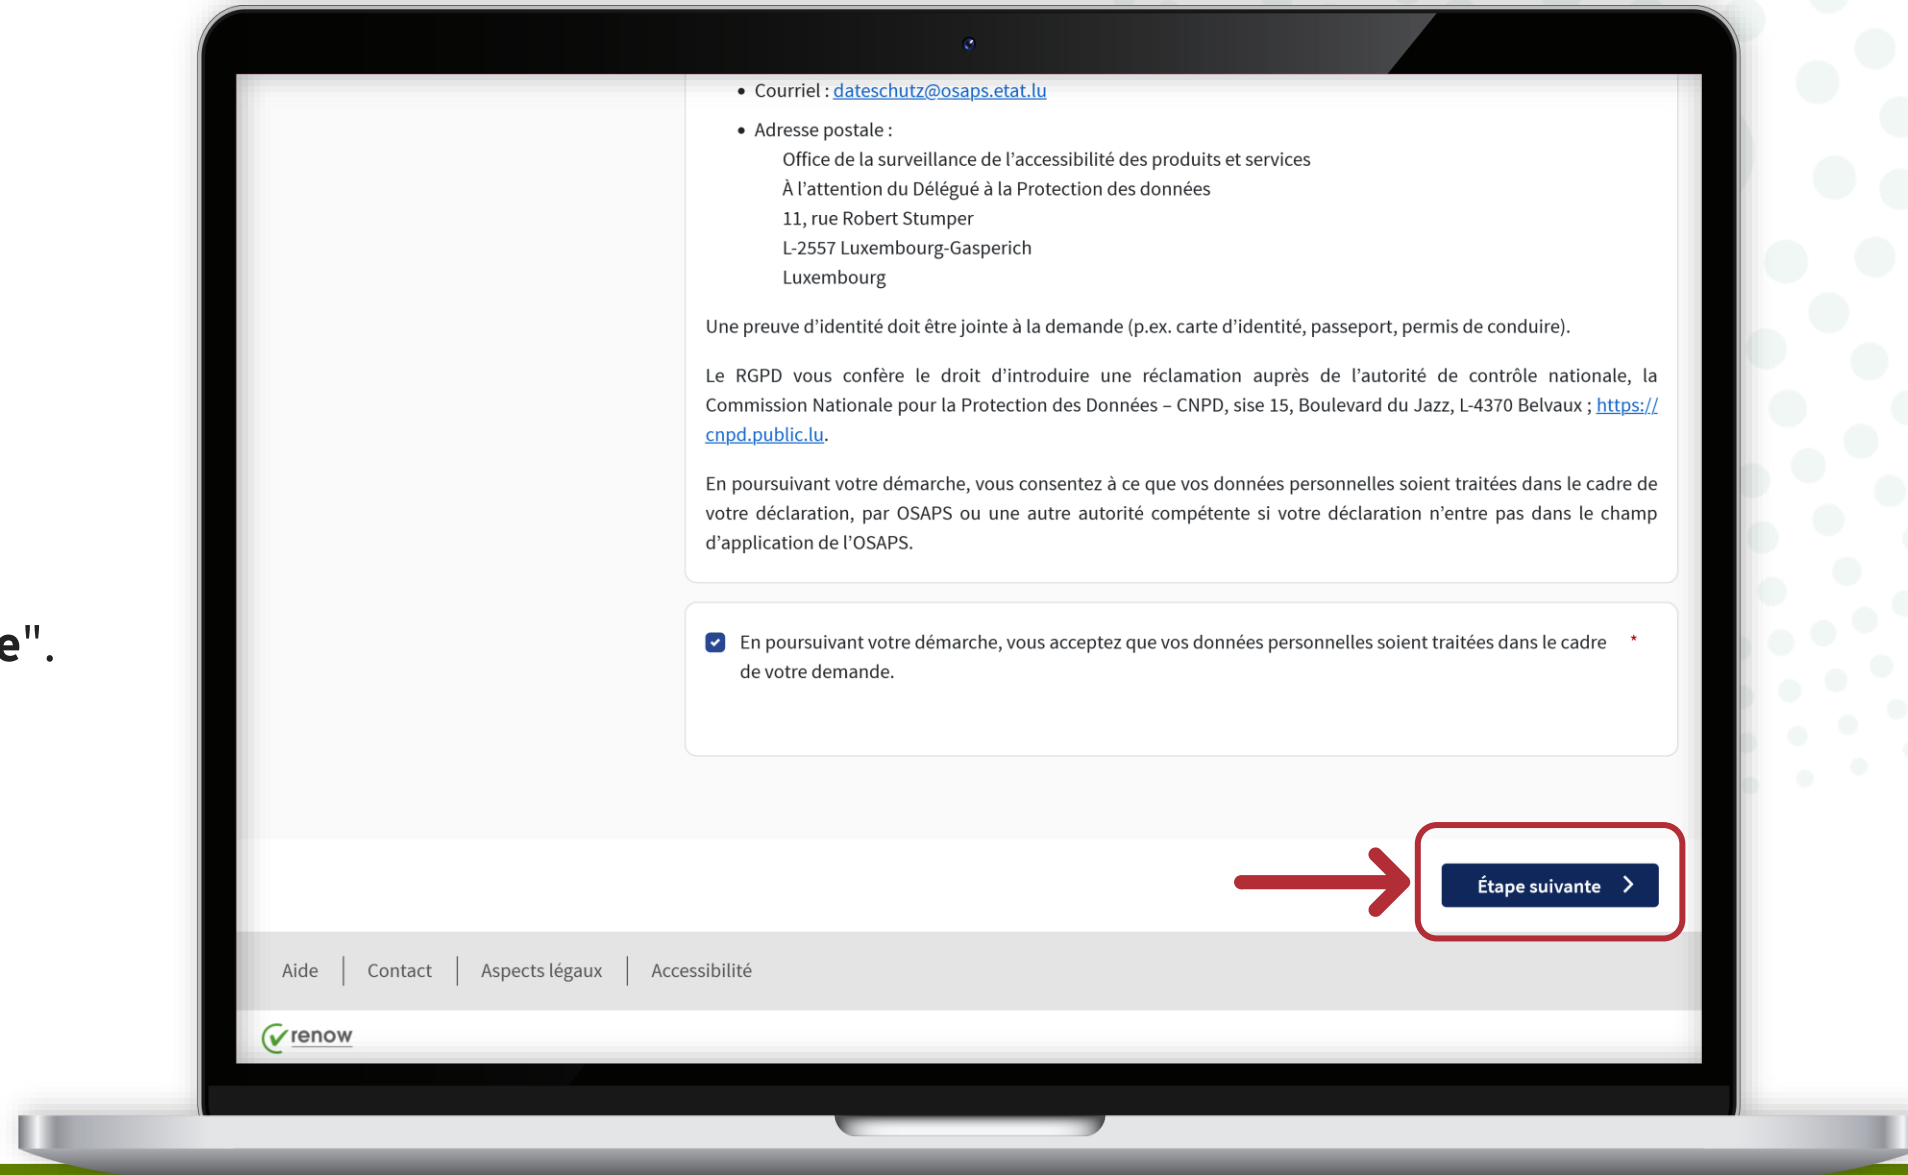 • Courriel : dateschutz@osaps.etat.lu
• Adresse postale :
Office de la surveillance de l'accessibilité des produits et services
À l'attention du Délégué à la Protection des données
11, rue Robert Stumper
L-2557 Luxembourg-Gasperich
Luxembourg
Une preuve d'identité doit être jointe à la demande (p.ex. carte d'identité, passeport, permis de conduire).
Le RGPD vous confère le droit d'introduire une réclamation auprès de l'autorité de contrôle nationale, la
Commission Nationale pour la Protection des Données – CNPD, sise 15, Boulevard du Jazz, L-4370 Belvaux ; https://
cnpd.public.lu.
En poursuivant votre démarche, vous consentez à ce que vos données personnelles soient traitées dans le cadre de
votre déclaration, par OSAPS ou une autre autorité compétente si votre déclaration n'entre pas dans le champ
d'application de l'OSAPS.
e".
En poursuivant votre démarche, vous acceptez que vos données personnelles soient traitées dans le cadre *
de votre demande.
Étape suivante
Aide | Contact | Aspects légaux | Accessibilité
renow